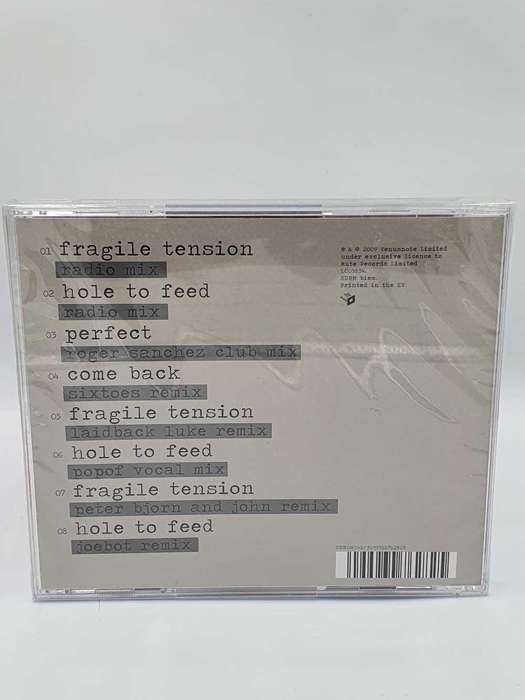 01 fragile tension
radio mix
02 hole to feed
radio mix
03 perfect
roger sanchez club mix
04 come back
sixtoes remix
05 fragile tension
laidback luke remix
06 hole to feed
popof vocal mix
07 fragile tension
peter bjorn and john remix
08 hole to feed
joebot remix
℗ & © 2009 Venusnote Limited
under exclusive licence to
Mute Records Limited
Printed in the EU